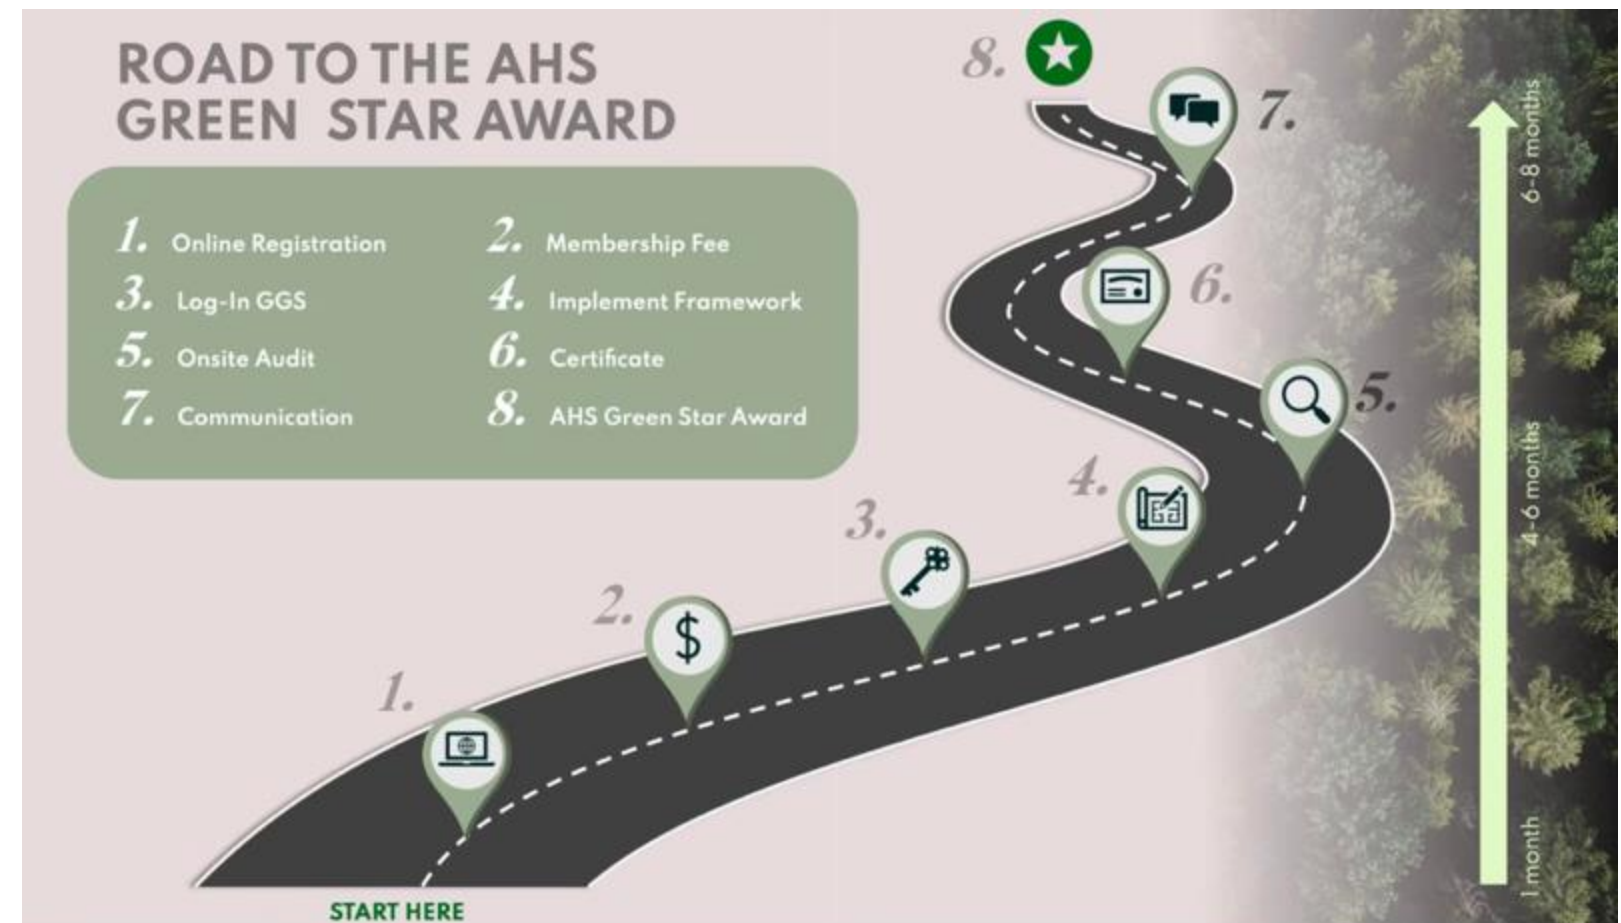 ROAD TO THE AHS
GREEN STAR AWARD
1. Online Registration
2. Membership Fee
3. Log-In GGS
4. Implement Framework
5. Onsite Audit
6. Certificate
7. Communication
8. AHS Green Star Award
8.
7.
6.
5.
4.
3.
2.
1.
$
START HERE
6-8 months
4-6 months
1 month